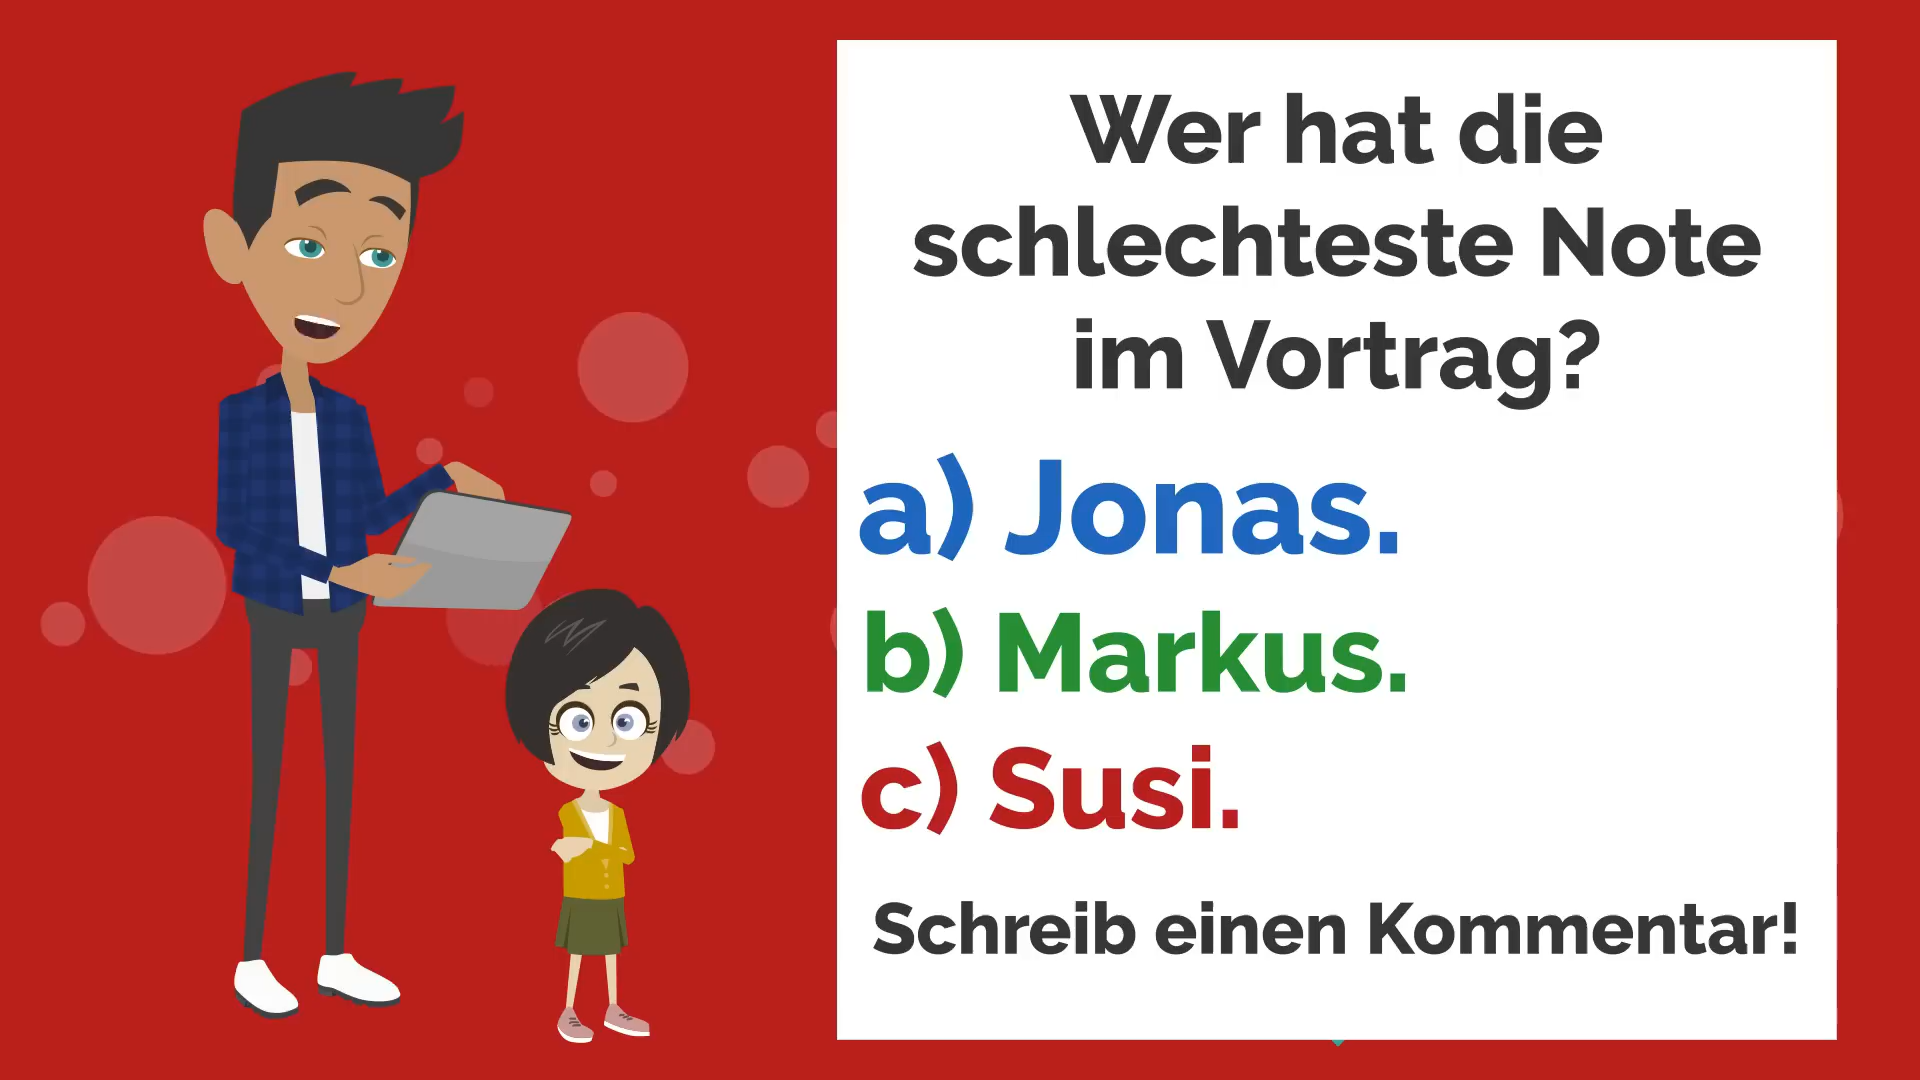 Wer hat die
schlechteste Note
im Vortrag?
a) Jonas.
b) Markus.
c) Susi.
Schreib einen Kommentar!